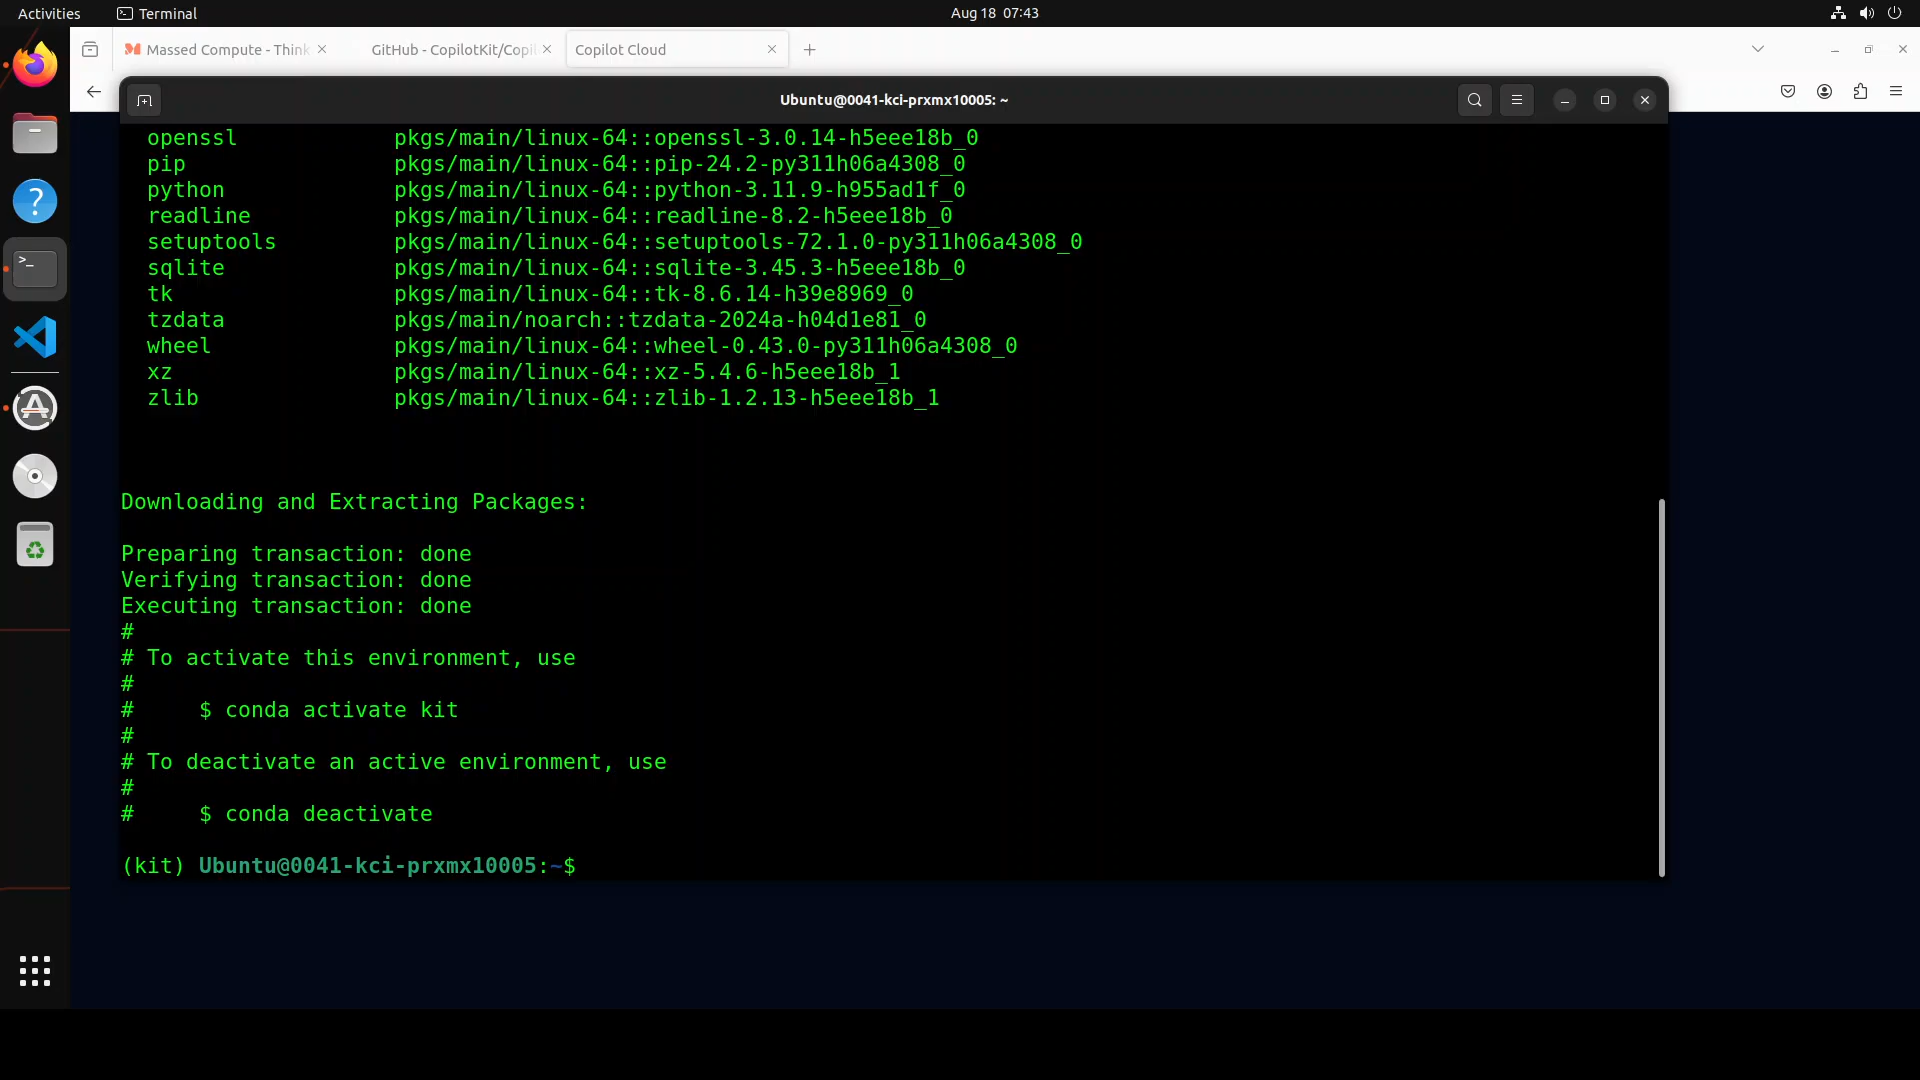 Activities
Terminal
Aug 18 07:43
Massed Compute - Think
GitHub - CopilotKit/Copil
Copilot Cloud
Ubuntu@0041-kci-prxmx10005: ~
openssl pkgs/main/linux-64::openssl-3.0.14-h5eee18b_0
pip pkgs/main/linux-64::pip-24.2-py311h06a4308_0
python pkgs/main/linux-64::python-3.11.9-h955ad1f_0
readline pkgs/main/linux-64::readline-8.2-h5eee18b_0
setuptools pkgs/main/linux-64::setuptools-72.1.0-py311h06a4308_0
sqlite pkgs/main/linux-64::sqlite-3.45.3-h5eee18b_0
tk pkgs/main/linux-64::tk-8.6.14-h39e8969_0
tzdata pkgs/main/noarch::tzdata-2024a-h04d1e81_0
wheel pkgs/main/linux-64::wheel-0.43.0-py311h06a4308_0
xz pkgs/main/linux-64::xz-5.4.6-h5eee18b_1
zlib pkgs/main/linux-64::zlib-1.2.13-h5eee18b_1
Downloading and Extracting Packages:
Preparing transaction: done
Verifying transaction: done
Executing transaction: done
#
# To activate this environment, use
#
# $ conda activate kit
#
# To deactivate an active environment, use
#
# $ conda deactivate
(kit) Ubuntu@0041-kci-prxmx10005:~$